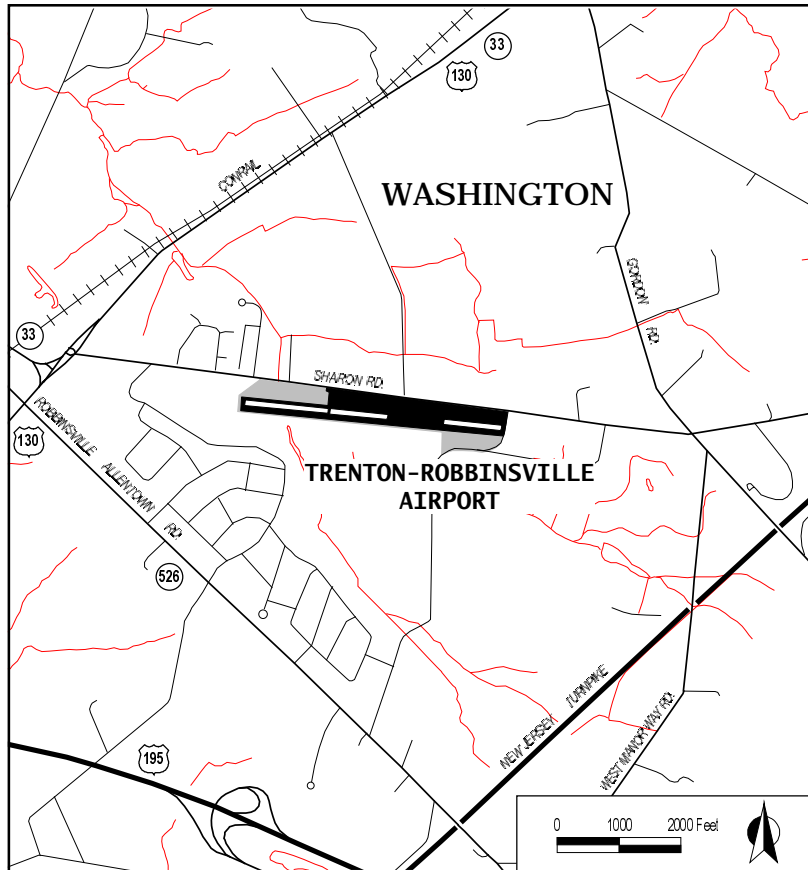 33
130
CONRAIL
WASHINGTON
GORDON RD.
33
SHARON RD.
130
ROBBINSVILLE ALLENTOWN RD.
TRENTON-ROBBINSVILLE
AIRPORT
526
NEW JERSEY TURNPIKE
WEST MANOR WAY RD.
195
0 1000 2000 Feet